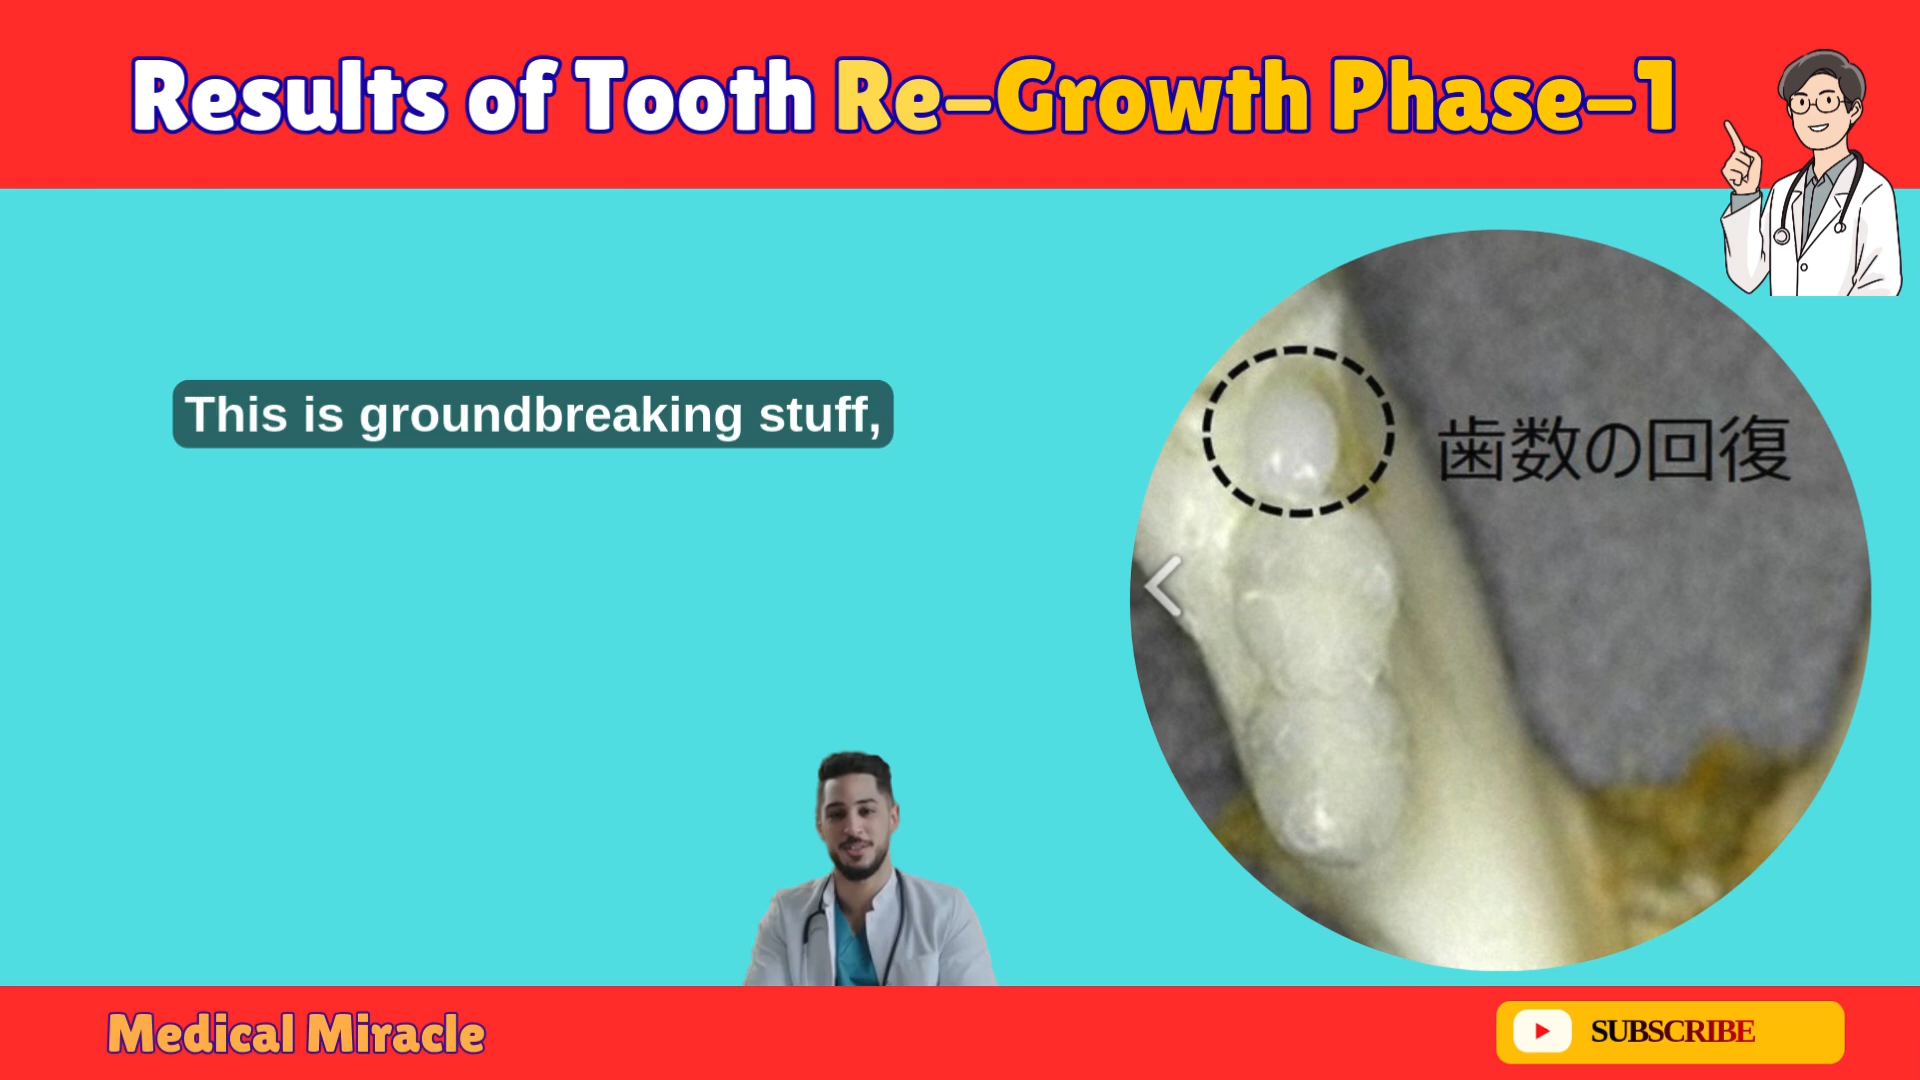 Results of Tooth Re-Growth Phase-1
This is groundbreaking stuff,
歯数の回復
Medical Miracle
SUBSCRIBE